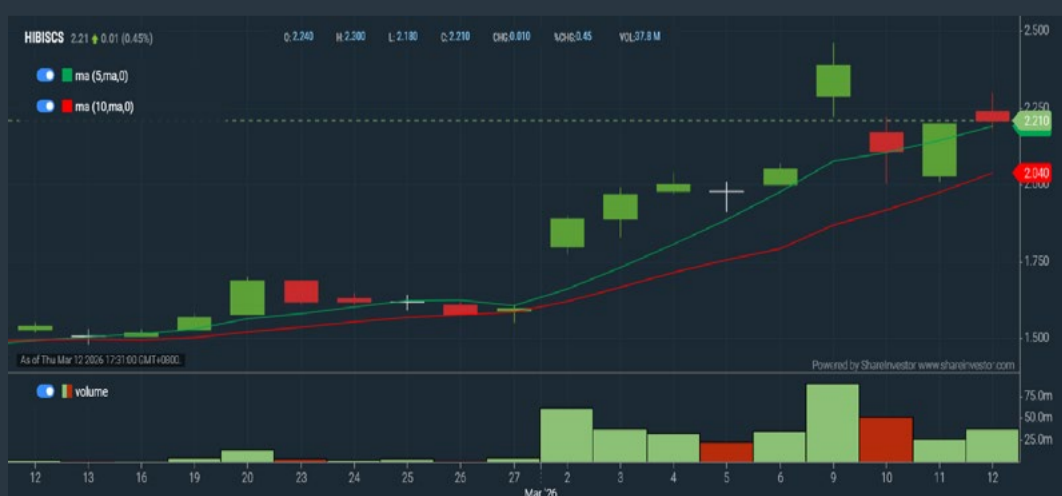 HIBISCS 2.21 0.01 (0.45%) O:2.240 H:2.300 L:2.180 C:2.210 CHG:0.010 %CHG:0.45 VOL:37.8 M
ma (5,ma,0)
ma (10,ma,0)
2.500
2.250
2.210
2.040
2.000
1.750
1.500
As of Thu Mar 12 2026 17:31:00 GMT+0800.
Powered by ShareInvestor www.shareinvestor.com
volume
75.0m
50.0m
25.0m
12 13 16 19 20 23 24 25 26 27 2 3 4 5 6 9 10 11 12
Mar '26